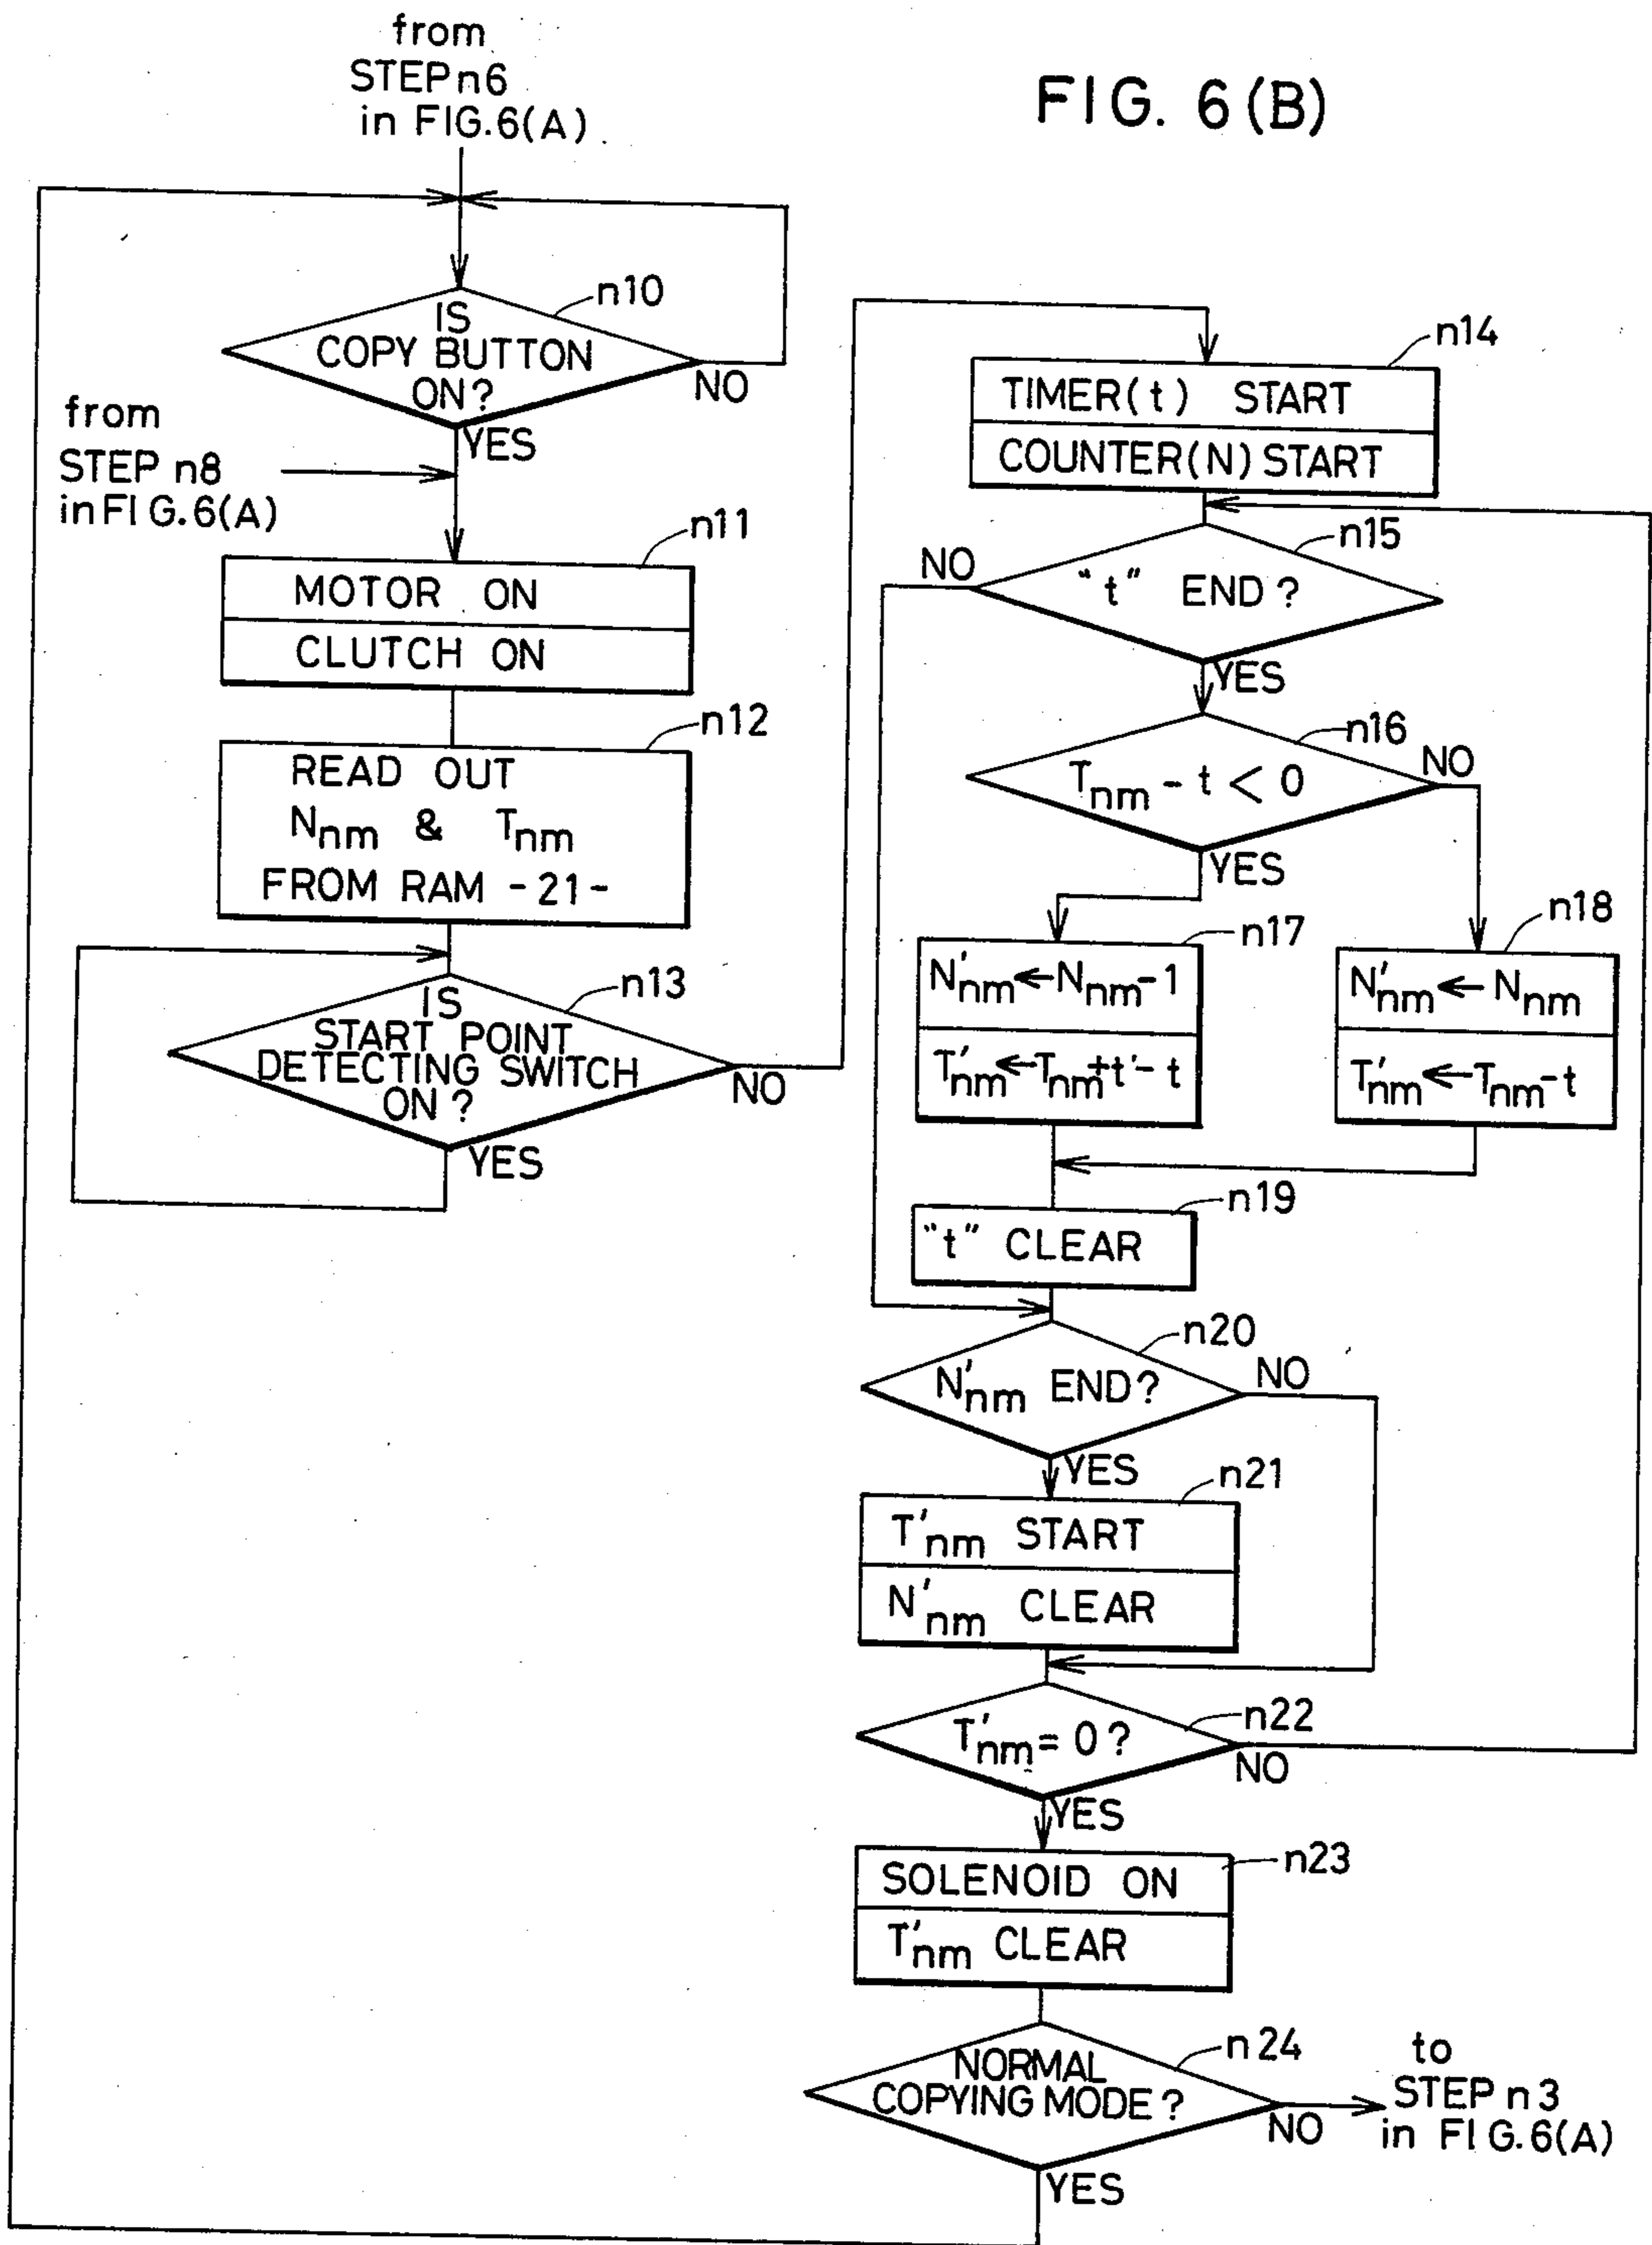 FIG. 6 (B)
from
STEP n6
in FIG.6(A)
n10
IS
COPY BUTTON
ON?
NO
YES
from
STEP n8
in FIG.6(A)
n11
MOTOR ON
CLUTCH ON
n12
READ OUT
Nnm & Tnm
FROM RAM -21-
n13
IS
START POINT
DETECTING SWITCH
ON?
NO
YES
n14
TIMER(t) START
COUNTER(N) START
n15
"t" END?
NO
YES
n16
Tnm - t < 0
NO
YES
n17
N'nm ← Nnm - 1
T'nm ← Tnm + t' - t
n18
N'nm ← Nnm
T'nm ← Tnm - t
n19
"t" CLEAR
n20
N'nm END?
NO
YES
n21
T'nm START
N'nm CLEAR
n22
T'nm = 0?
NO
YES
n23
SOLENOID ON
T'nm CLEAR
n24
NORMAL
COPYING MODE?
NO
YES
to
STEP n3
in FIG.6(A)